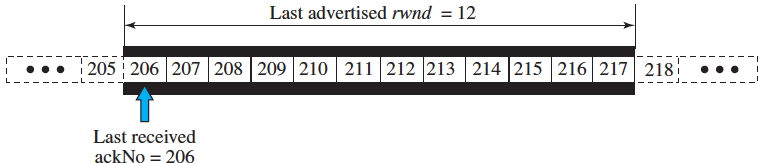 Last advertised rwnd = 12
••• 205 206 207 208 209 210 211 212 213 214 215 216 217 218 •••
Last received
ackNo = 206